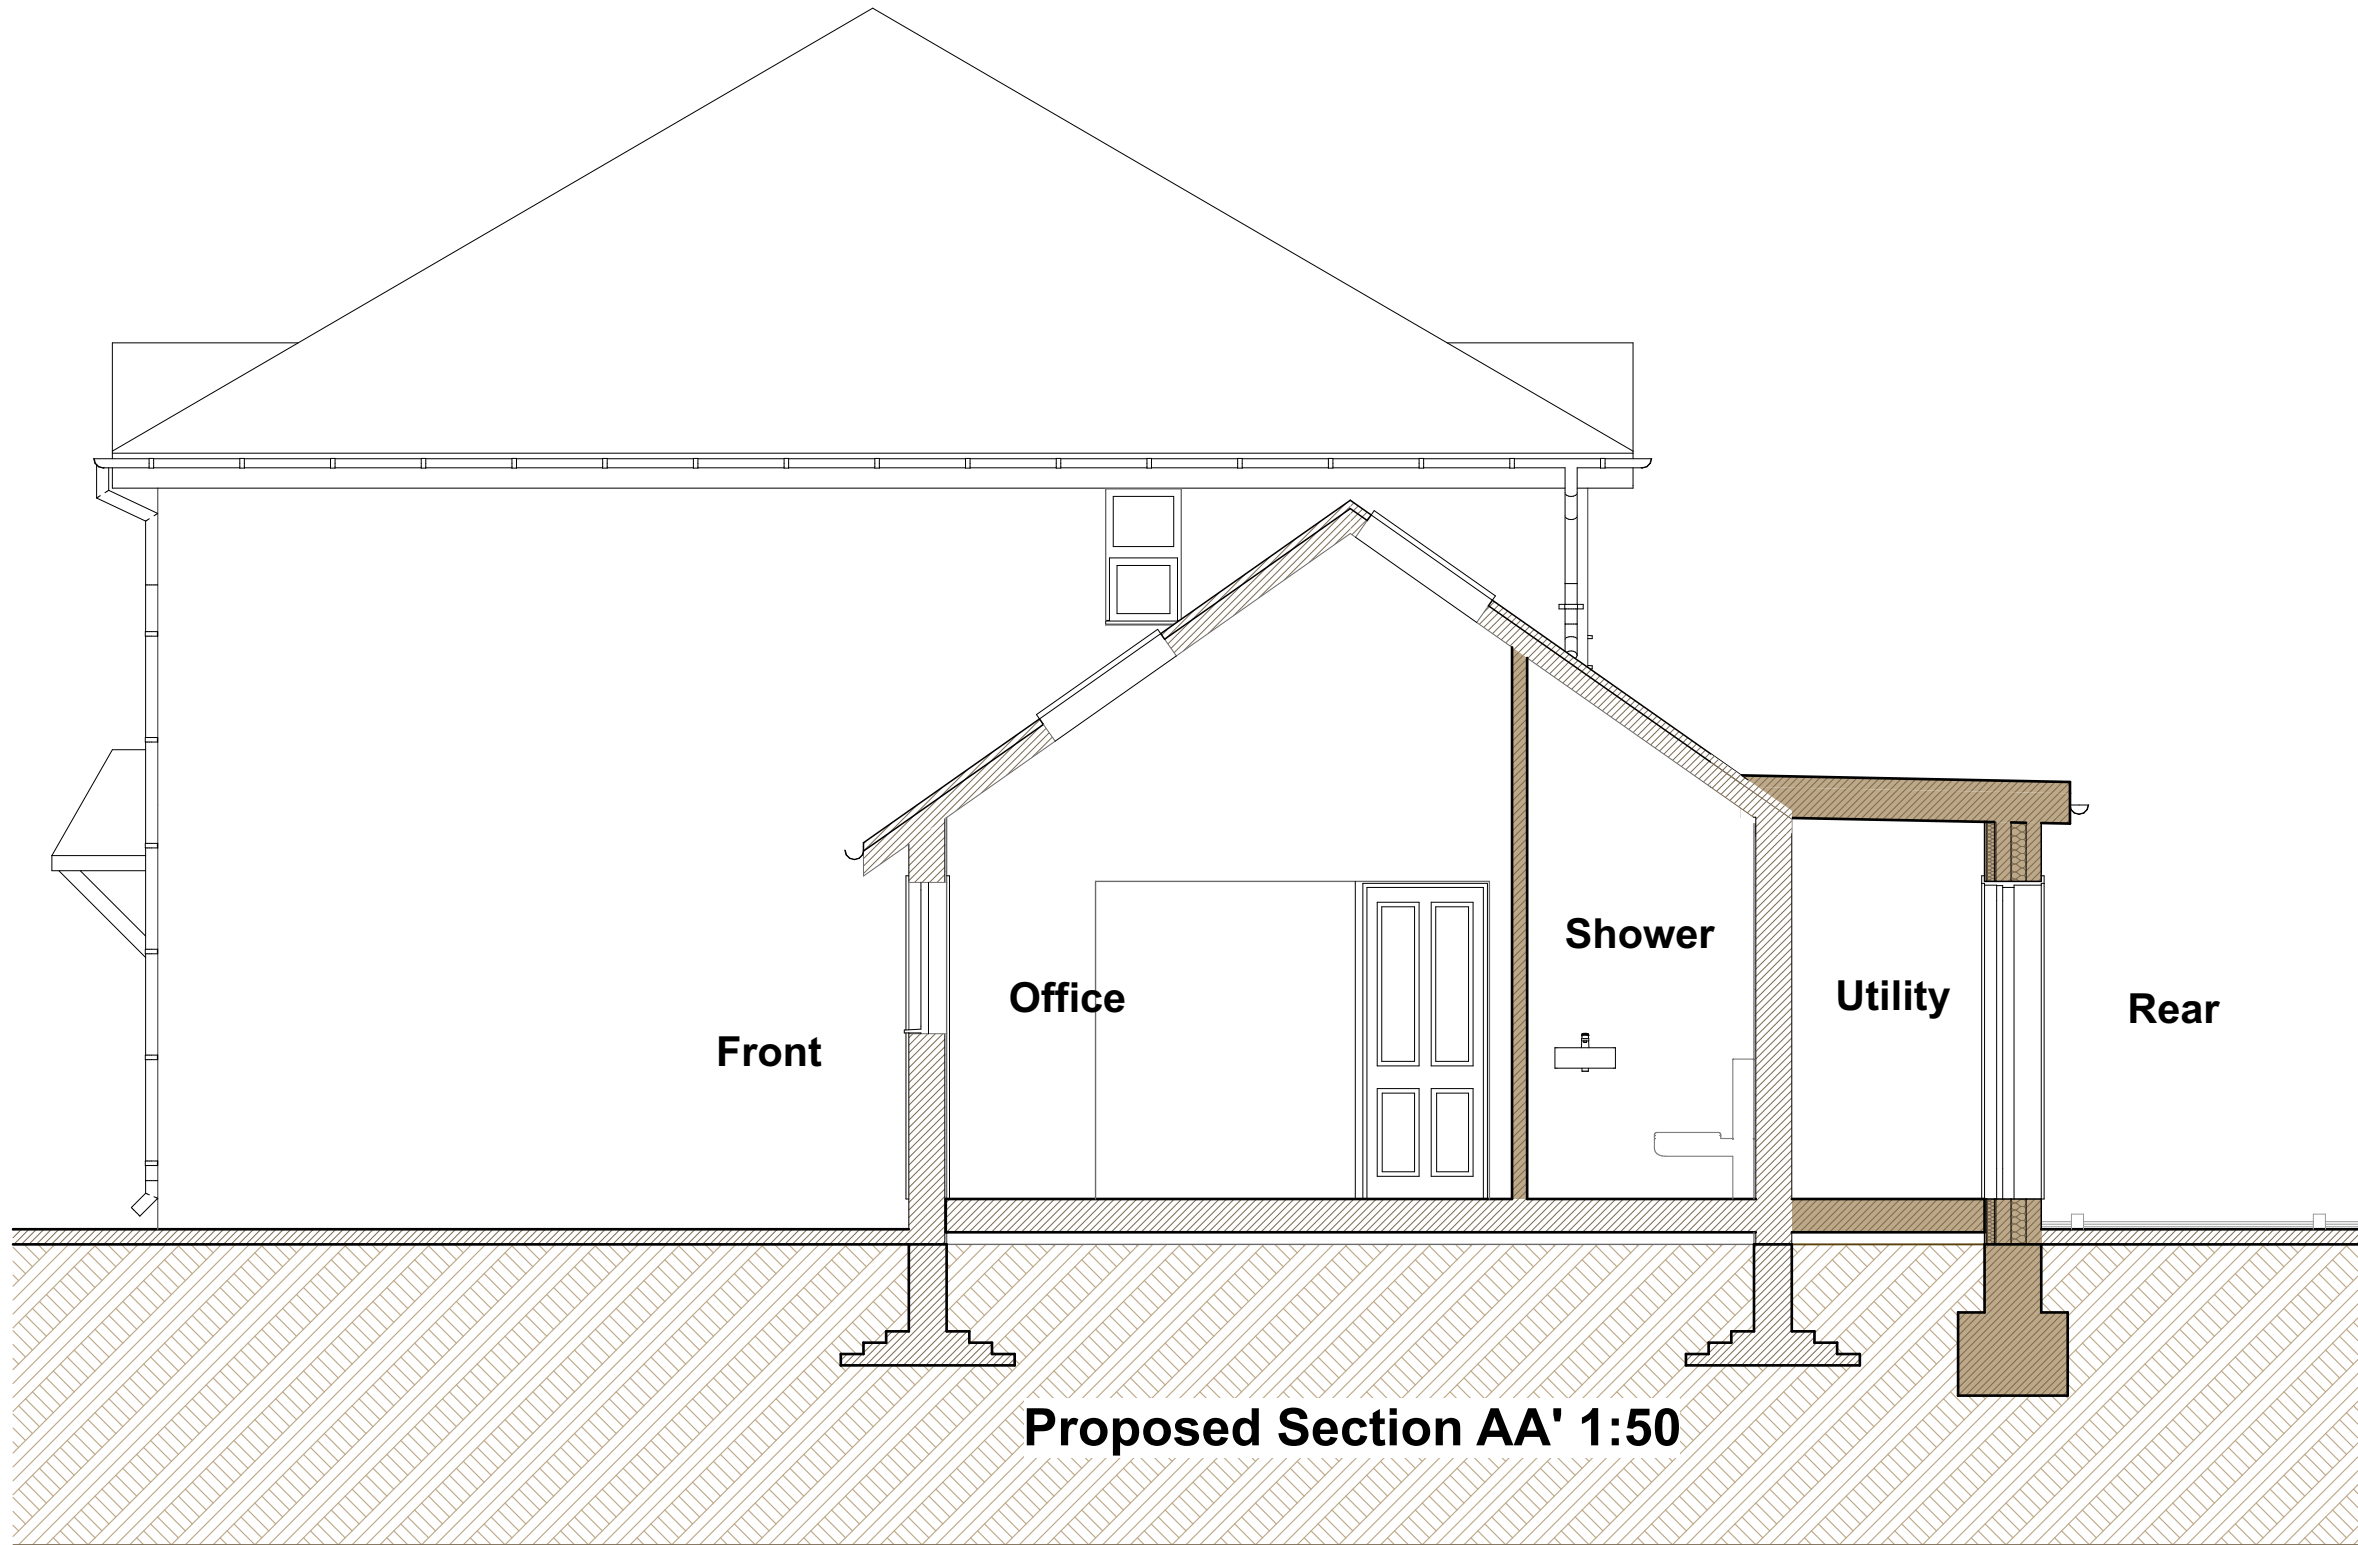 Shower
Office
Utility
Rear
Front
Proposed Section AA' 1:50